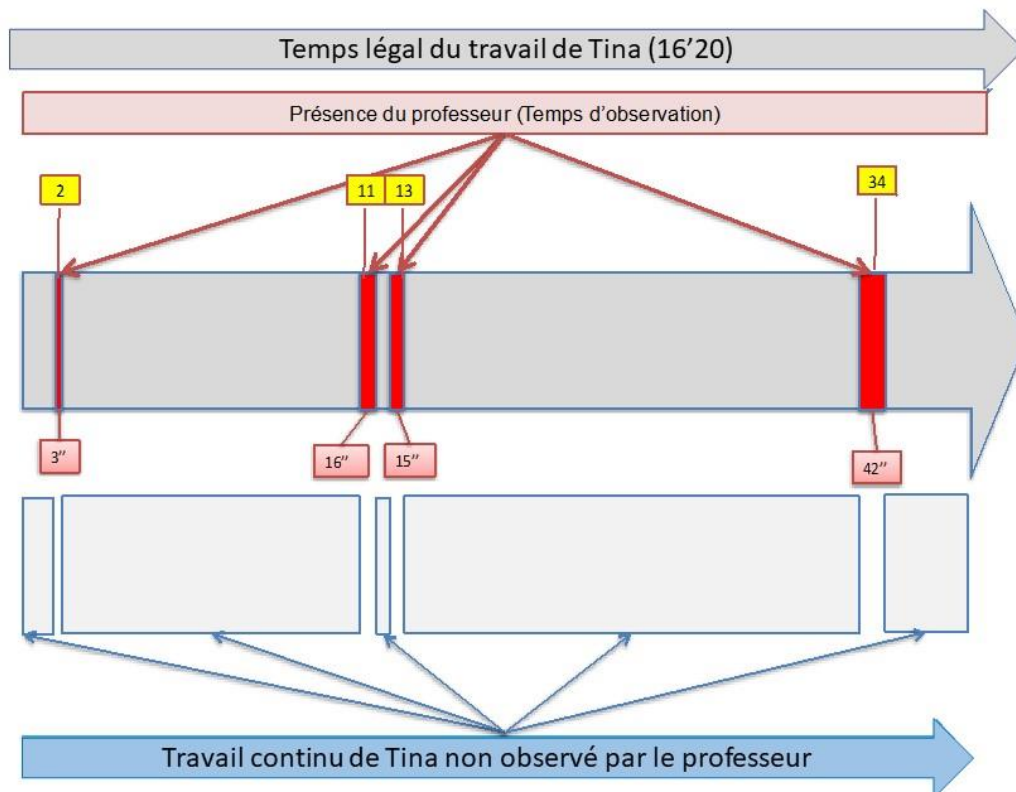 Temps légal du travail de Tina (16’20)
Présence du professeur (Temps d’observation)
2
11
13
34
3’’
16’’
15’’
42’’
Travail continu de Tina non observé par le professeur